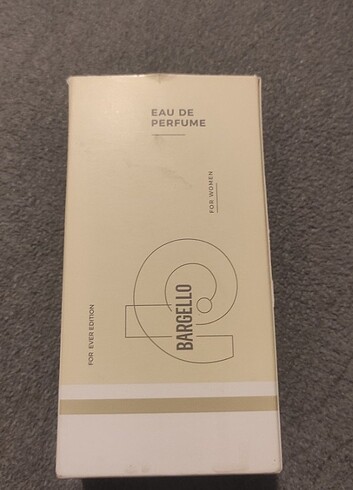 EAU DE
PERFUME
FOR WOMEN
BARGELLO
FOR EVER EDITION